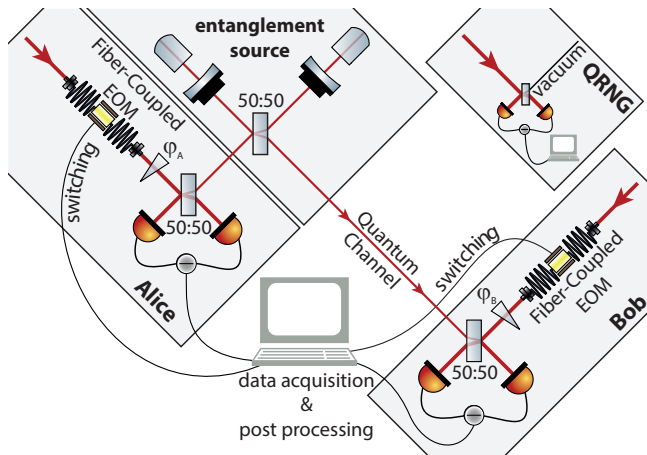 entanglement
source
Fiber-Coupled
EOM
50:50
vacuum
QRNG
φA
switching
50:50
Alice
Quantum
Channel
switching
φB
Fiber-Coupled
EOM
Bob
50:50
data acquisition
&
post processing